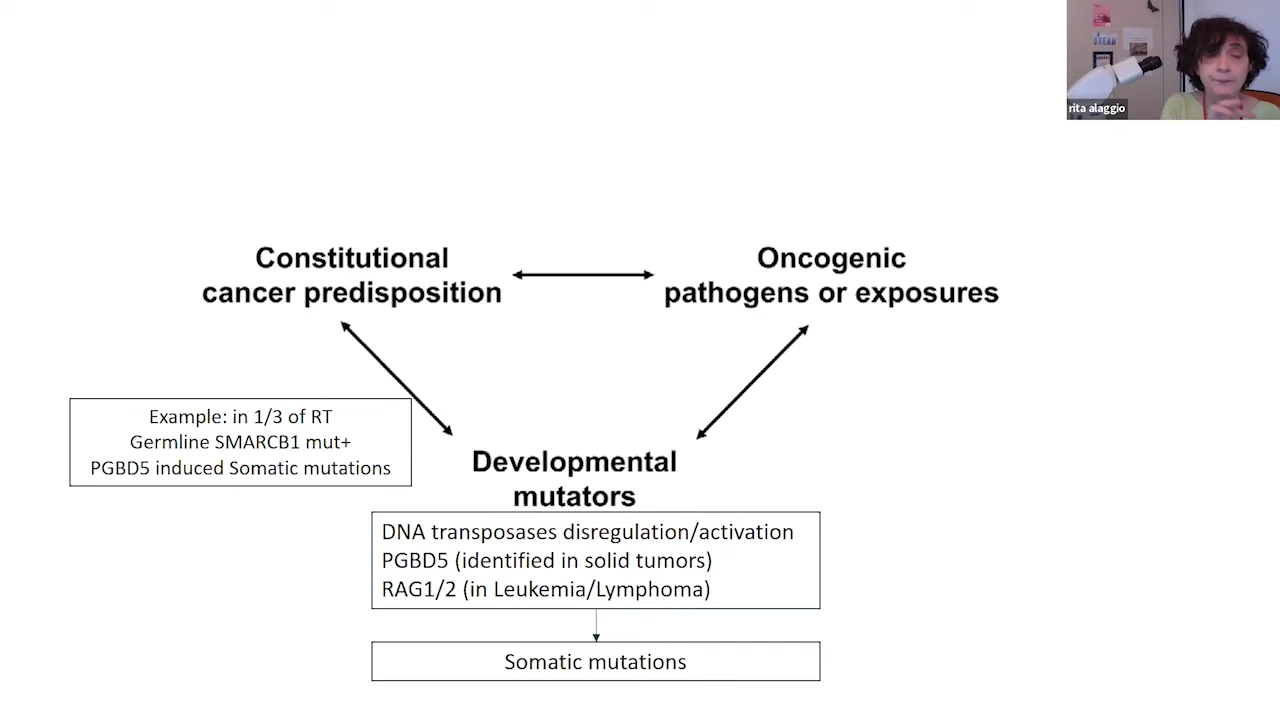 DREAM
rita alaggio
Constitutional
cancer predisposition
Oncogenic
pathogens or exposures
Example: in 1/3 of RT
Germline SMARCB1 mut+
PGBD5 induced Somatic mutations
Developmental
mutators
DNA transposases disregulation/activation
PGBD5 (identified in solid tumors)
RAG1/2 (in Leukemia/Lymphoma)
Somatic mutations